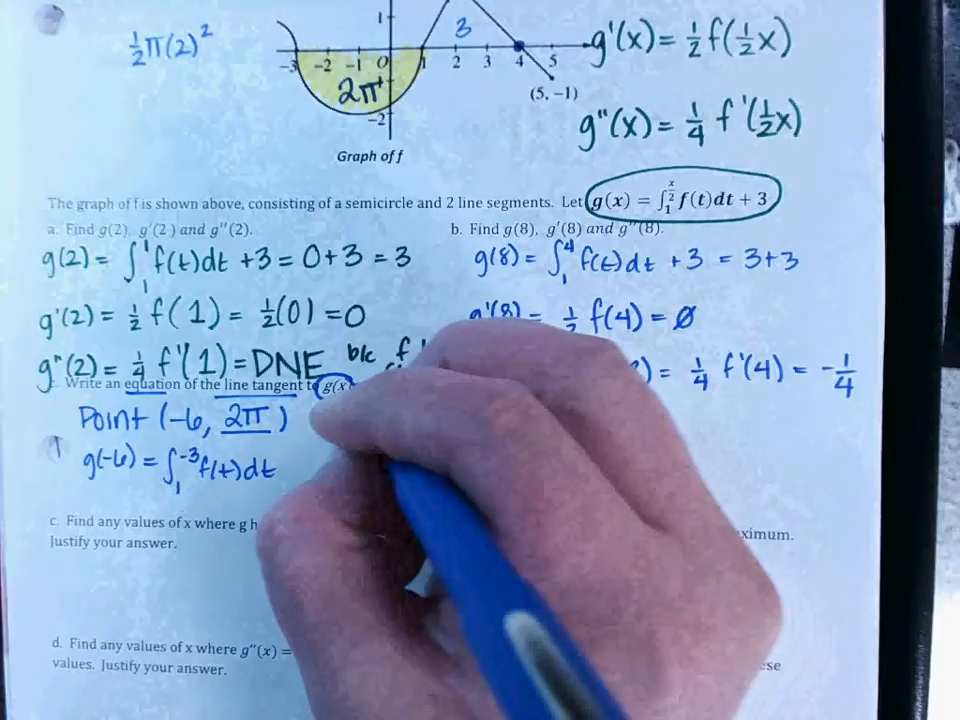 ½π(2)²
1
3
g'(x) = ½ f(½x)
-3 -2 -1 O 1 2 3 4 5
2π
(5, -1)
-2
g"(x) = ¼ f'(½x)
Graph of f
The graph of f is shown above, consisting of a semicircle and 2 line segments. Let g(x) = ∫₁^(x/2) f(t)dt + 3
a. Find g(2), g'(2) and g''(2).
g(2) = ∫₁¹ f(t)dt + 3 = 0+3 = 3
g'(2) = ½ f(1) = ½(0) = 0
g"(2) = ¼ f'(1) = DNE b/c f
b. Find g(8), g'(8) and g''(8).
g(8) = ∫₁⁴ f(t)dt + 3 = 3+3
g'(8) = ½ f(4) = Ø
) = ¼ f'(4) = -¼
Write an equation of the line tangent to g(x)
Point (-6, 2π)
g(-6) = ∫₁⁻³ f(t)dt
c. Find any values of x where g h
ximum.
Justify your answer.
d. Find any values of x where g"(x) =
ese
values. Justify your answer.